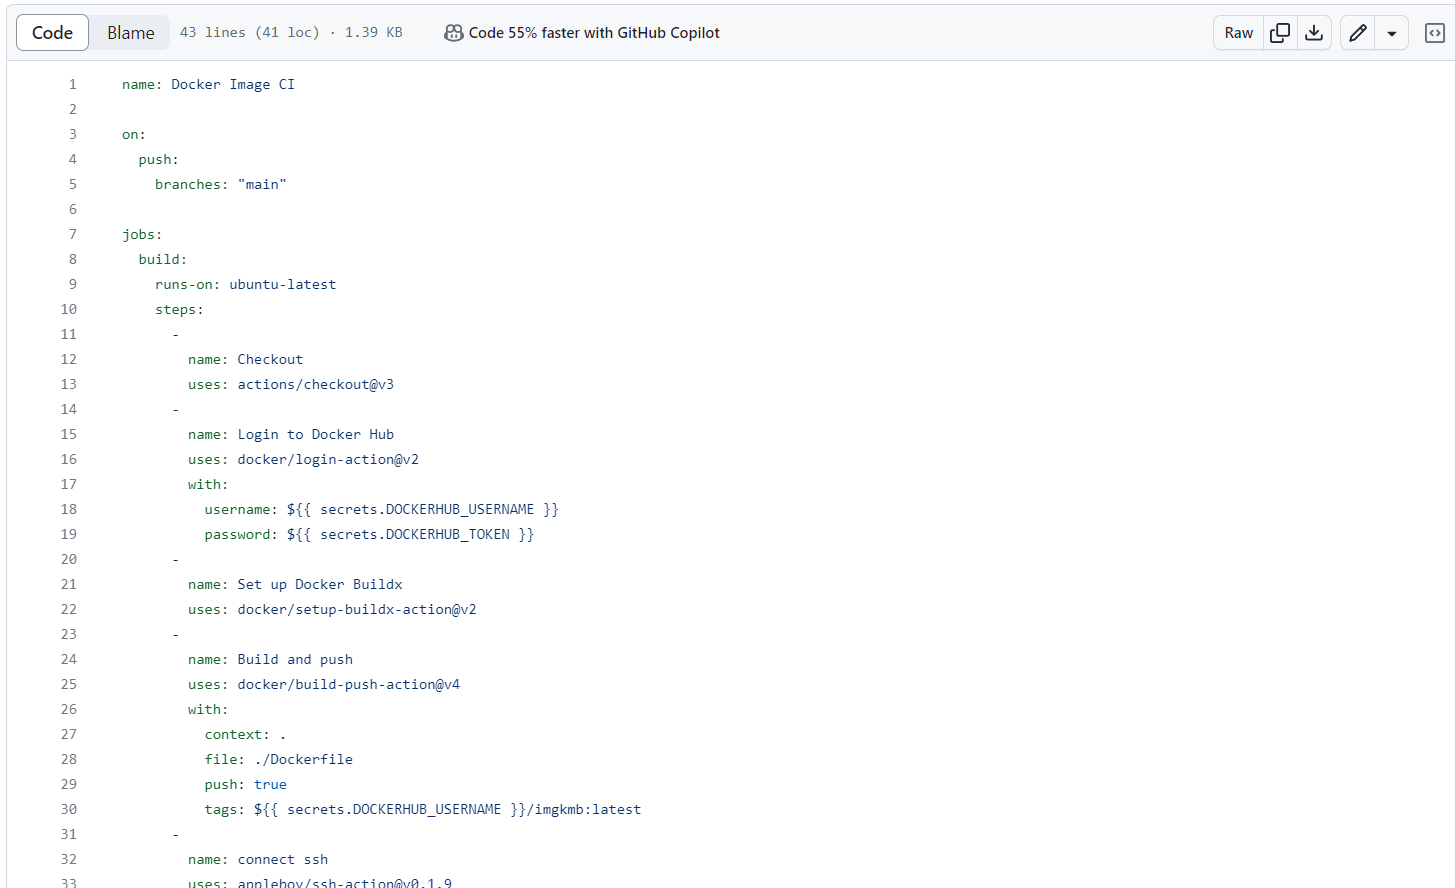 Code Blame 43 lines (41 loc) · 1.39 KB Code 55% faster with GitHub Copilot Raw
1 name: Docker Image CI
2
3 on:
4 push:
5 branches: "main"
6
7 jobs:
8 build:
9 runs-on: ubuntu-latest
10 steps:
11 -
12 name: Checkout
13 uses: actions/checkout@v3
14 -
15 name: Login to Docker Hub
16 uses: docker/login-action@v2
17 with:
18 username: ${{ secrets.DOCKERHUB_USERNAME }}
19 password: ${{ secrets.DOCKERHUB_TOKEN }}
20 -
21 name: Set up Docker Buildx
22 uses: docker/setup-buildx-action@v2
23 -
24 name: Build and push
25 uses: docker/build-push-action@v4
26 with:
27 context: .
28 file: ./Dockerfile
29 push: true
30 tags: ${{ secrets.DOCKERHUB_USERNAME }}/imgkmb:latest
31 -
32 name: connect ssh
33 uses: appleboy/ssh-action@v0.1.9